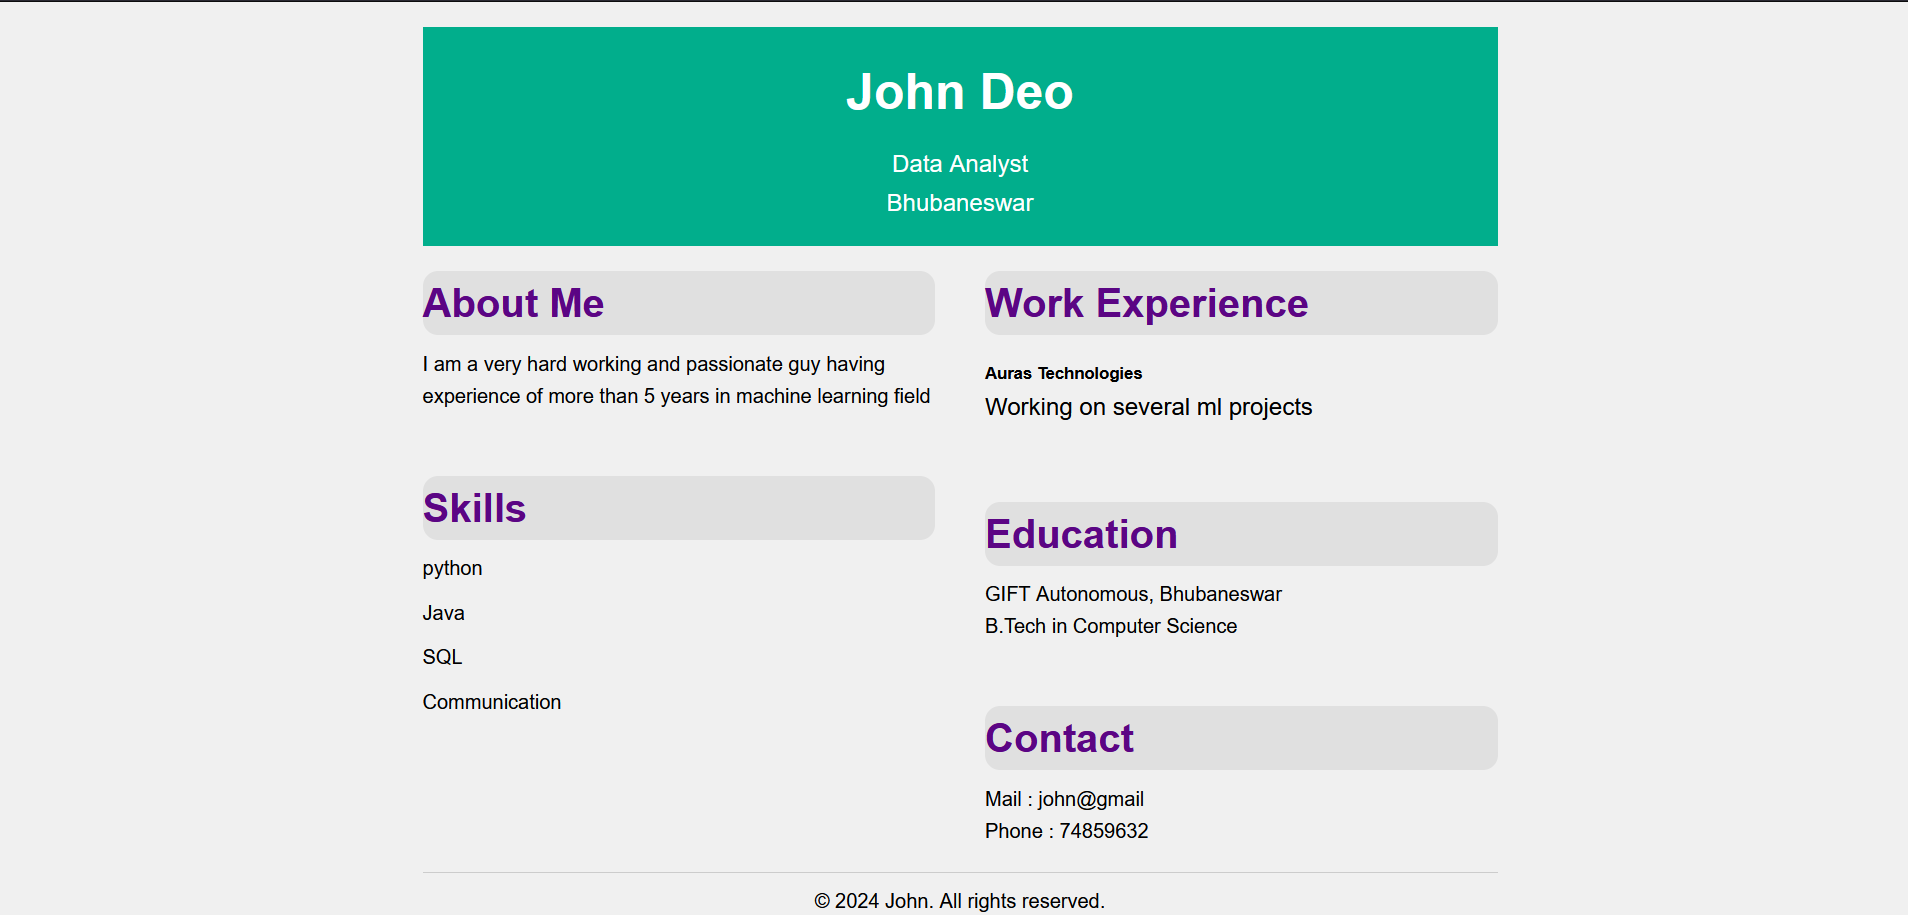 John Deo
Data Analyst
Bhubaneswar
About Me
I am a very hard working and passionate guy having
experience of more than 5 years in machine learning field
Skills
python
Java
SQL
Communication
Work Experience
Auras Technologies
Working on several ml projects
Education
GIFT Autonomous, Bhubaneswar
B.Tech in Computer Science
Contact
Mail : john@gmail
Phone : 74859632
© 2024 John. All rights reserved.